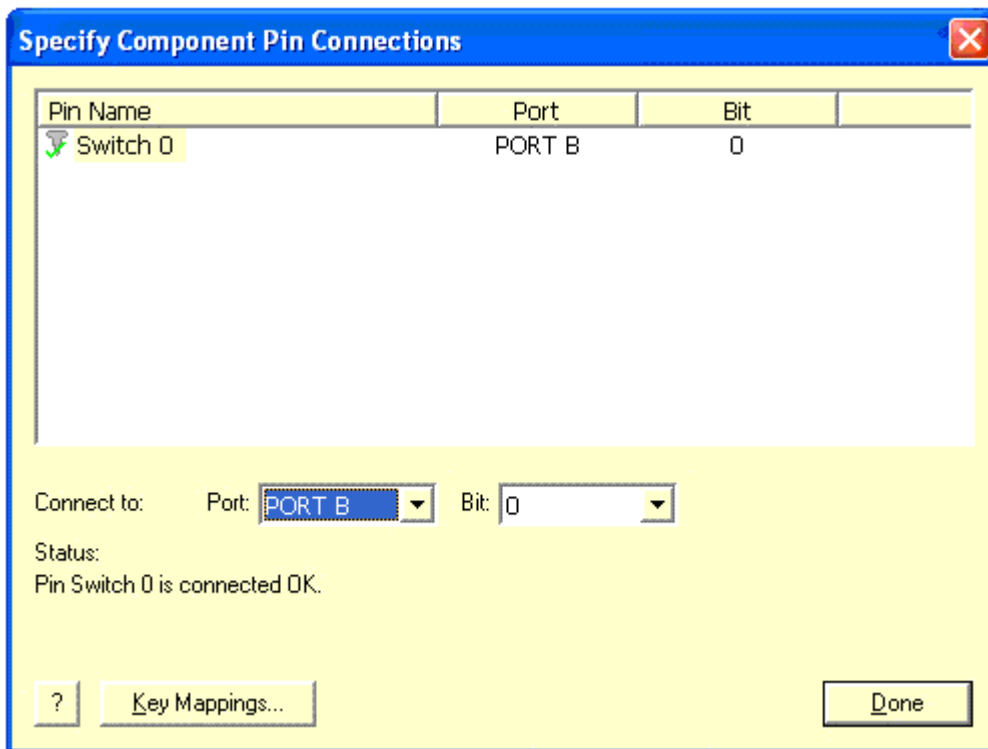 Specify Component Pin Connections
Pin Name Port Bit
Switch 0 PORT B 0
Connect to: Port: PORT B Bit: 0
Status:
Pin Switch 0 is connected OK.
? Key Mappings... Done